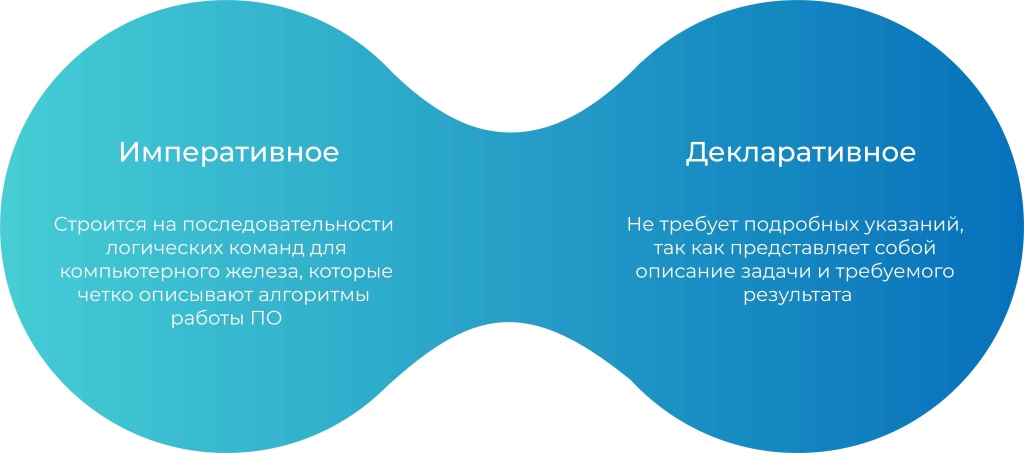 Императивное
Строится на последовательности
логических команд для
компьютерного железа, которые
четко описывают алгоритмы
работы ПО
Декларативное
Не требует подробных указаний,
так как представляет собой
описание задачи и требуемого
результата